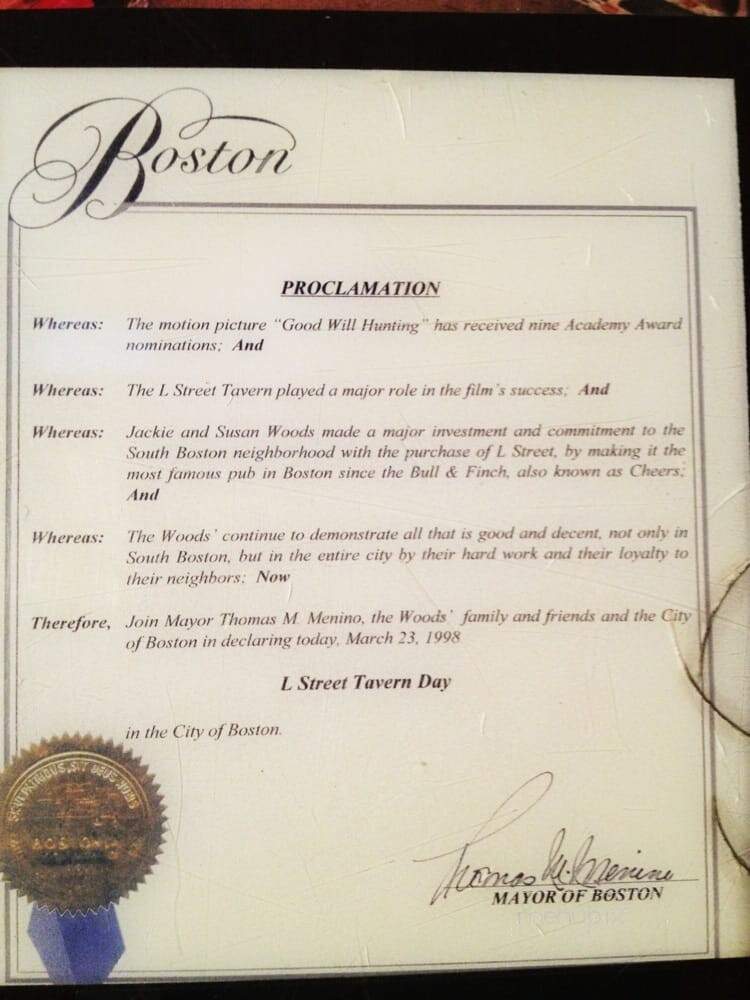 Boston
PROCLAMATION
Whereas: The motion picture "Good Will Hunting" has received nine Academy Award
nominations; And
Whereas: The L Street Tavern played a major role in the film's success; And
Whereas: Jackie and Susan Woods made a major investment and commitment to the
South Boston neighborhood with the purchase of L Street, by making it the
most famous pub in Boston since the Bull & Finch, also known as Cheers;
And
Whereas: The Woods' continue to demonstrate all that is good and decent, not only in
South Boston, but in the entire city by their hard work and their loyalty to
their neighbors; Now
Therefore, Join Mayor Thomas M. Menino, the Woods' family and friends and the City
of Boston in declaring today, March 23, 1998
L Street Tavern Day
in the City of Boston.
Thomas M. Menino
MAYOR OF BOSTON